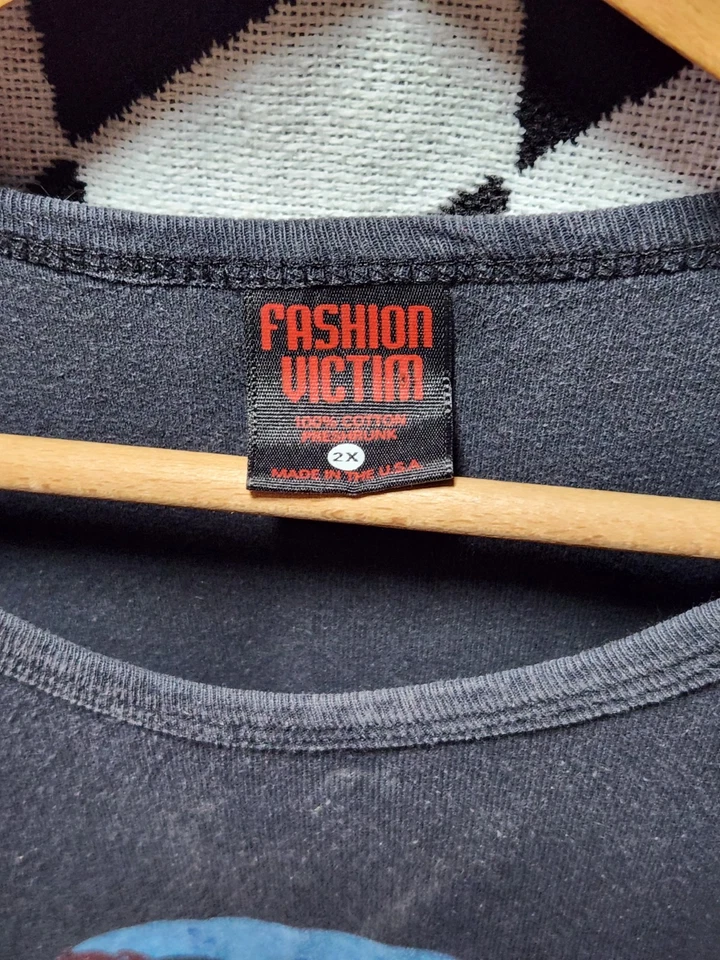 FASHION
VICTIM
100% COTTON
PRESHRUNK
2X
MADE IN THE U.S.A.